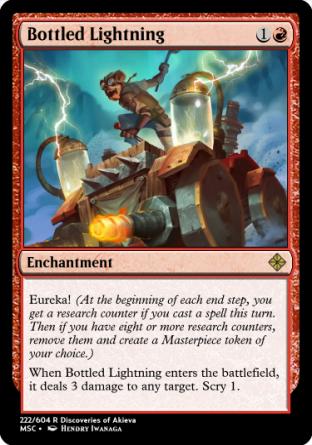 Bottled Lightning 1
Enchantment
Eureka! (At the beginning of each end step, you
get a research counter if you cast a spell this turn.
Then if you have eight or more research counters,
remove them and create a Masterpiece token of
your choice.)
When Bottled Lightning enters the battlefield,
it deals 3 damage to any target. Scry 1.
222/604 R Discoveries of Akieva
MSC • Hendry Iwanaga